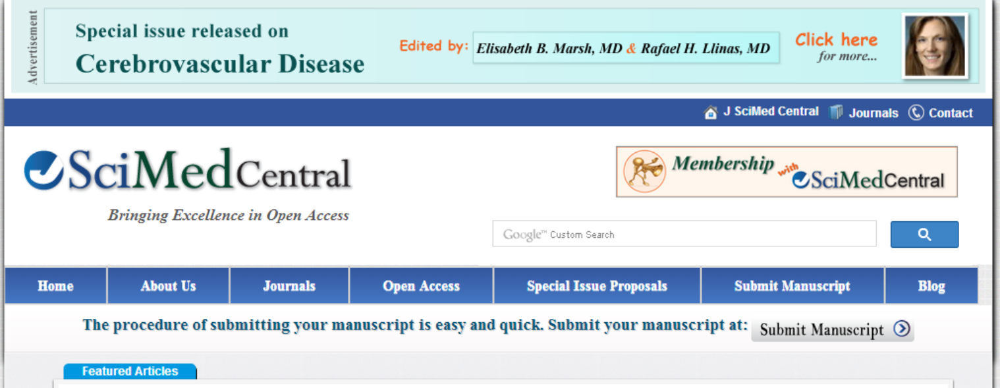 Advertisement
Special issue released on
Cerebrovascular Disease
Edited by: Elisabeth B. Marsh, MD & Rafael H. Llinas, MD
Click here
for more...
J SciMed Central Journals Contact
SciMedCentral
Bringing Excellence in Open Access
Membership with SciMedCentral
Google™ Custom Search
Home About Us Journals Open Access Special Issue Proposals Submit Manuscript Blog
The procedure of submitting your manuscript is easy and quick. Submit your manuscript at: Submit Manuscript
Featured Articles